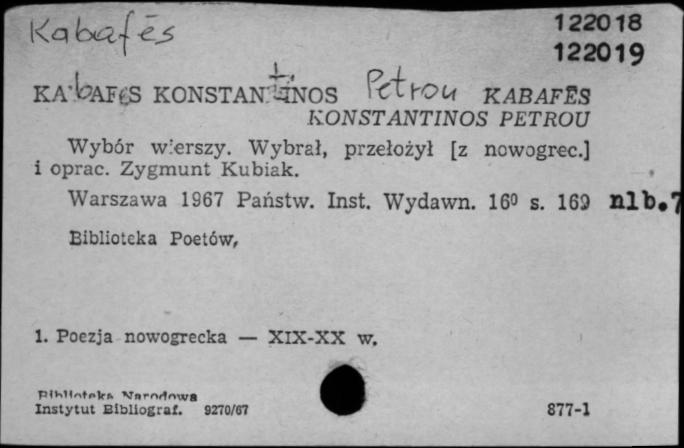 Kabafés
122018
122019
KABAFES KONSTANTINOS Petrou KABAFĒS
KONSTANTINOS PETROU
Wybór wierszy. Wybrał, przełożył [z nowogrec.]
i oprac. Zygmunt Kubiak.
Warszawa 1967 Państw. Inst. Wydawn. 16⁰ s. 169 nlb.7
Biblioteka Poetów,
1. Poezja nowogrecka — XIX-XX w.
Biblioteka Narodowa
Instytut Bibliograf. 9270/67
877-1